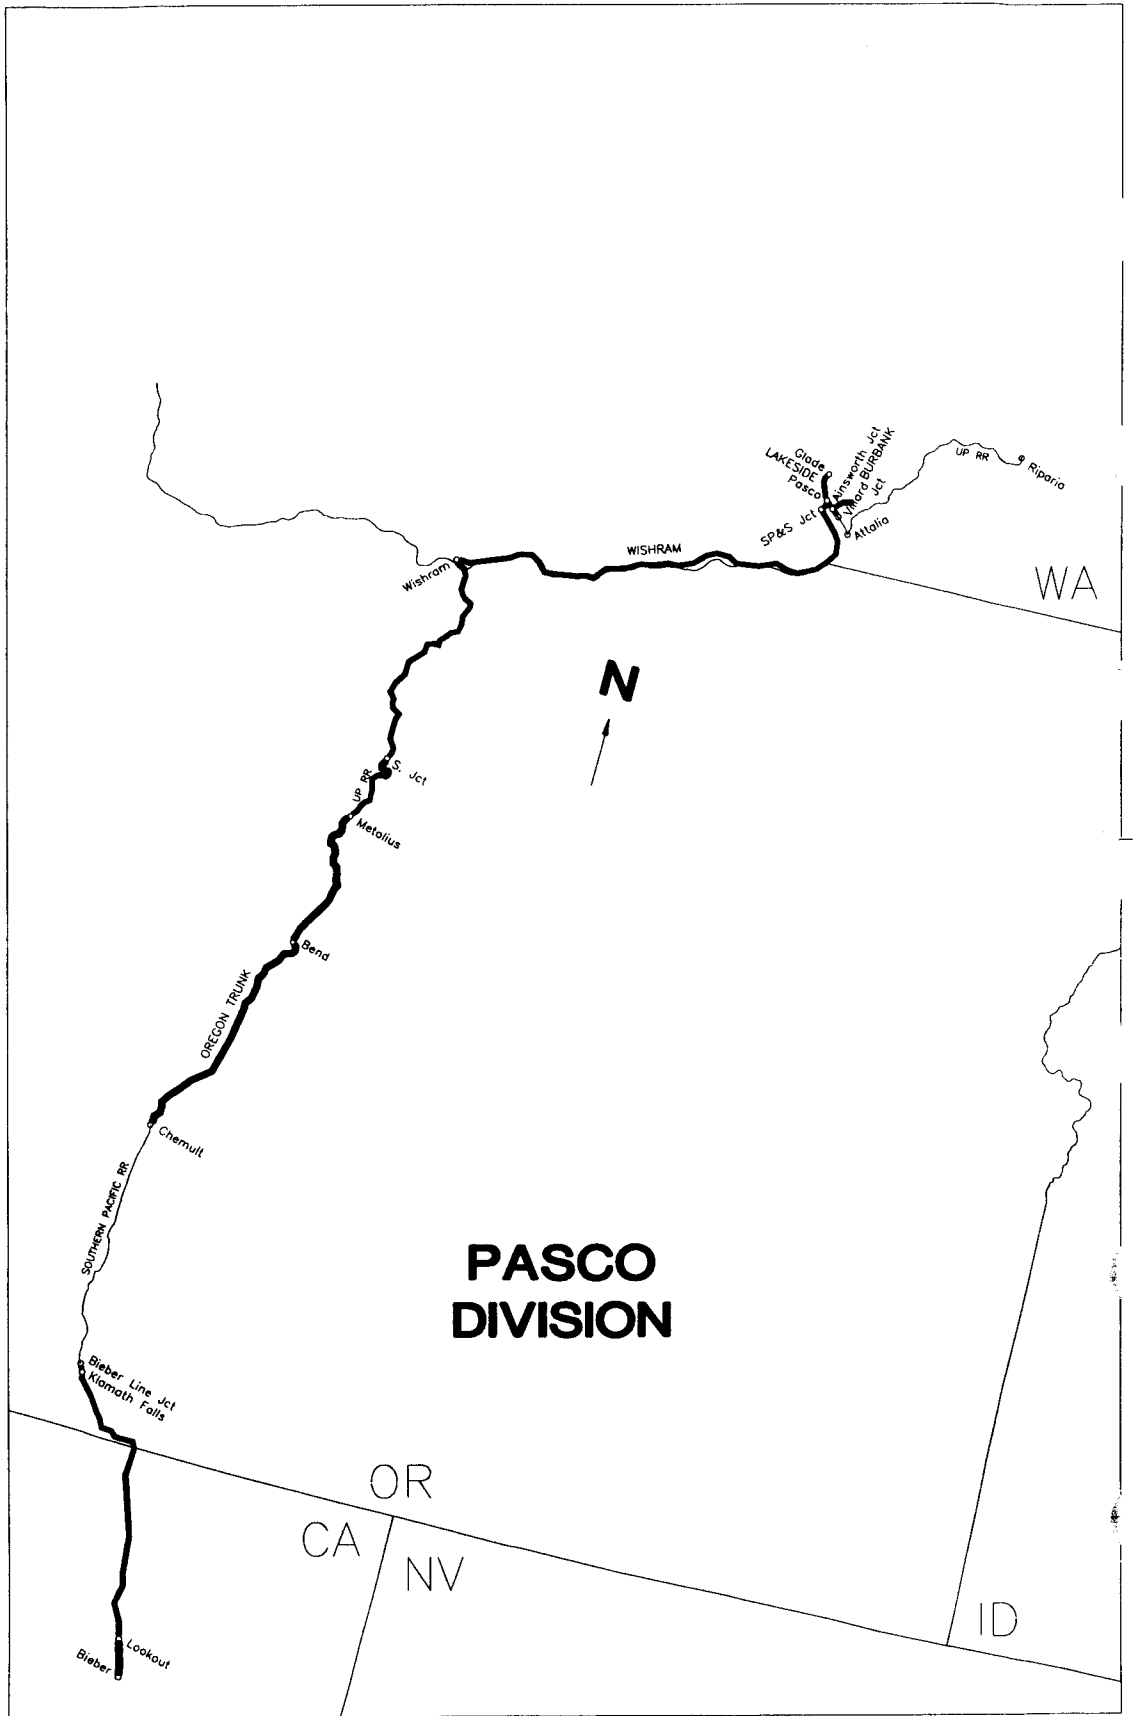 Glade
LAKESIDE
Pasco
Ainsworth Jct
BURBANK
Villard Jct
SP&S Jct
Attalia
UP RR
Riparia
WISHRAM
Wishram
WA
N
S. Jct
UP RR
Metolius
Bend
OREGON TRUNK
Chemult
SOUTHERN PACIFIC RR
PASCO
DIVISION
Bieber Line Jct
Klamath Falls
OR
CA
NV
ID
Lookout
Bieber